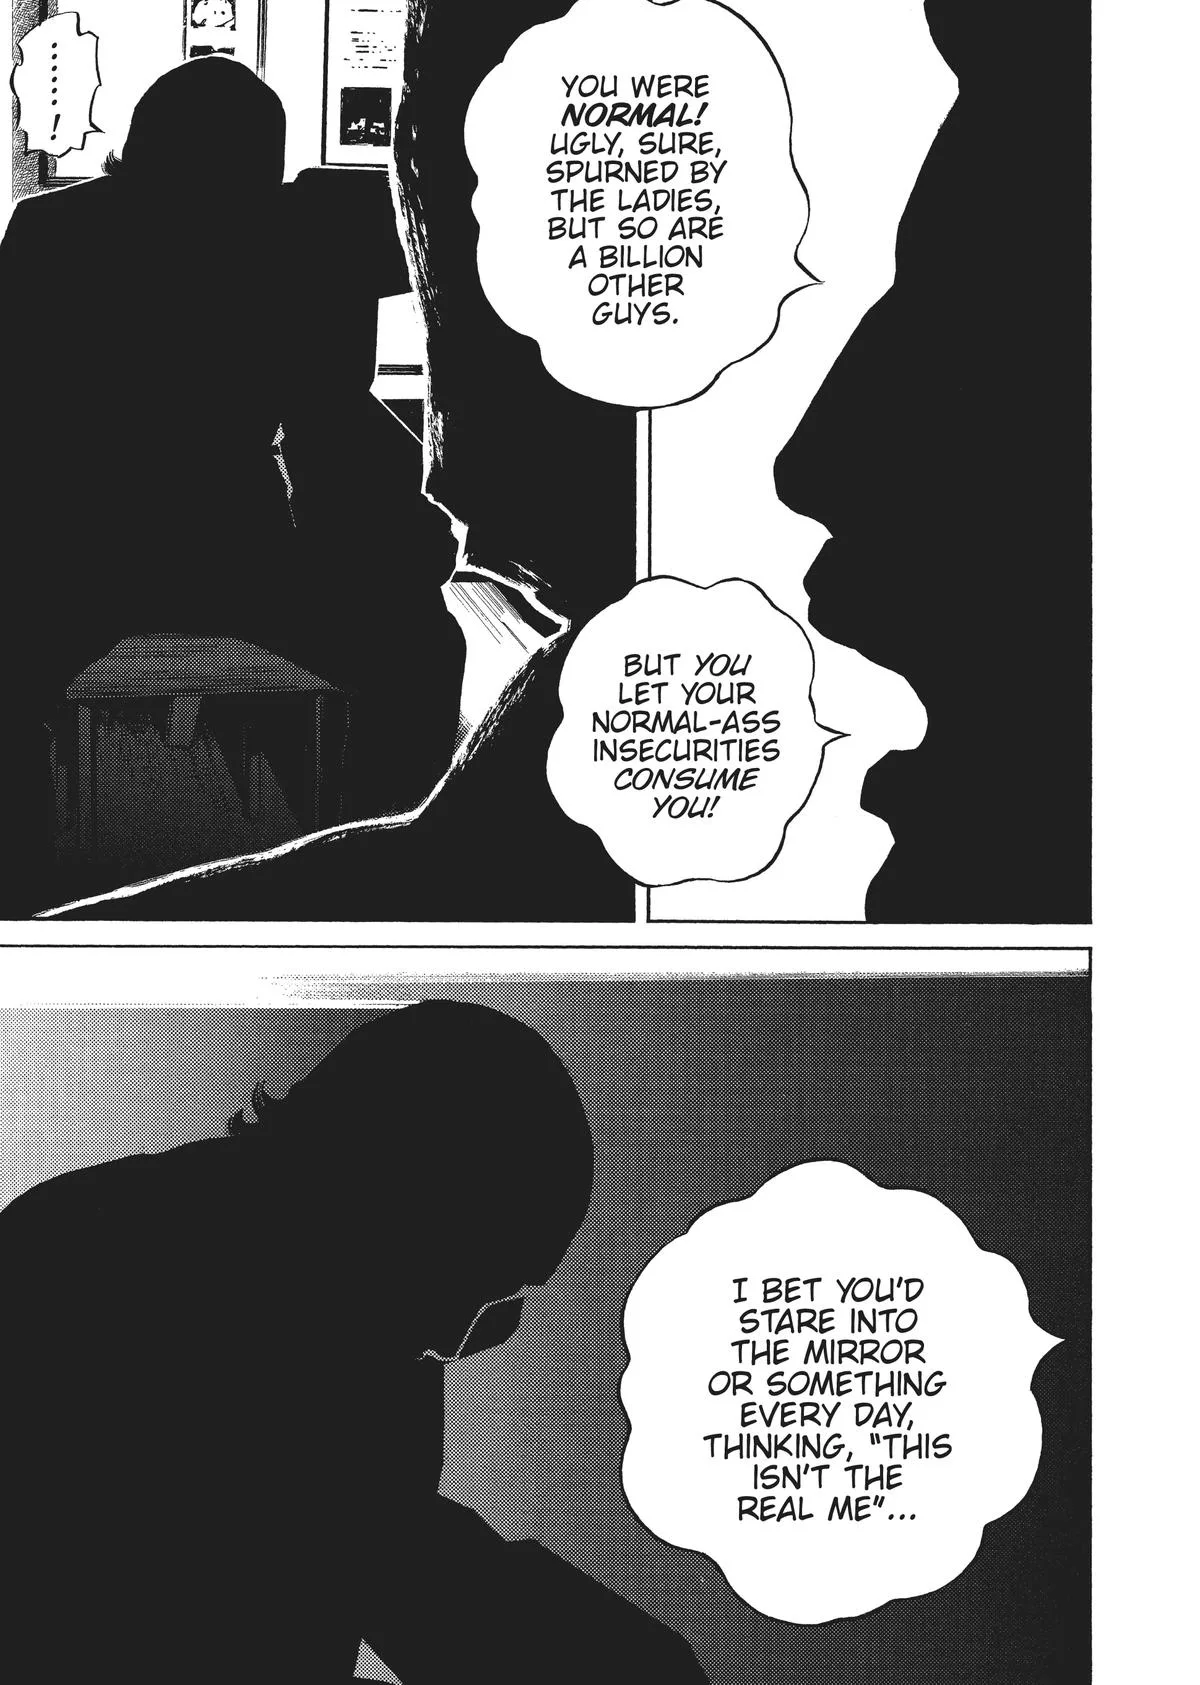 YOU WERE
NORMAL!
UGLY, SURE,
SPURNED BY
THE LADIES,
BUT SO ARE
A BILLION
OTHER
GUYS.
BUT YOU
LET YOUR
NORMAL-ASS
INSECURITIES
CONSUME
YOU!
......!
I BET YOU'D
STARE INTO
THE MIRROR
OR SOMETHING
EVERY DAY,
THINKING, "THIS
ISN'T THE
REAL ME"...